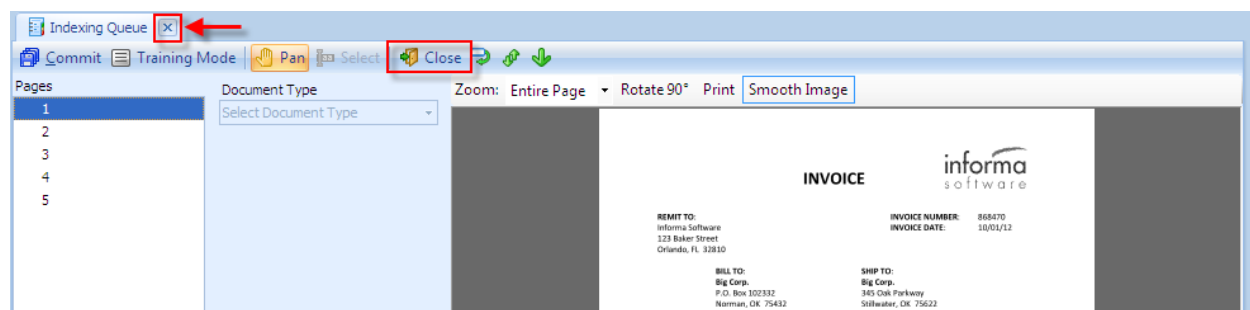 Indexing Queue
Commit Training Mode Pan Select Close
Pages
1
2
3
4
5
Document Type
Select Document Type
Zoom: Entire Page Rotate 90° Print Smooth Image
INVOICE
informa
software
REMIT TO:
Informa Software
123 Baker Street
Orlando, FL 32810
INVOICE NUMBER: 868470
INVOICE DATE: 10/01/12
BILL TO:
Big Corp.
P.O. Box 102332
Norman, OK 75432
SHIP TO:
Big Corp.
345 Oak Parkway
Stillwater, OK 75622